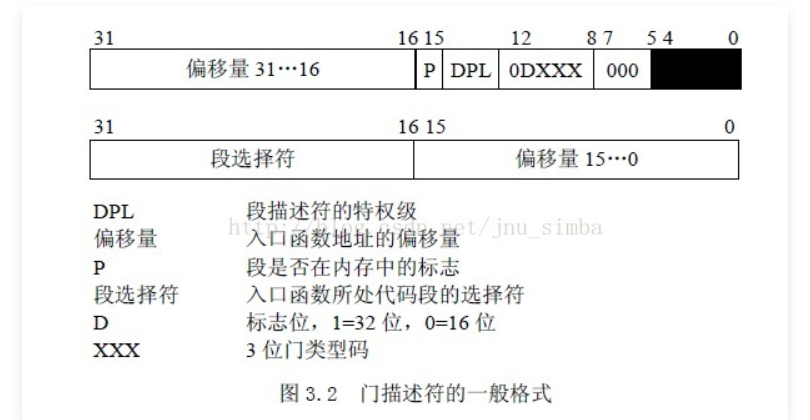 31 16 15 12 8 7 5 4 0
偏移量 31…16 P DPL 0DXXX 000
31 16 15 0
段选择符 偏移量 15…0
DPL 段描述符的特权级
http://blog.csdn.net/jnu_simba
偏移量 入口函数地址的偏移量
P 段是否在内存中的标志
段选择符 入口函数所处代码段的选择符
D 标志位，1=32 位，0=16 位
XXX 3 位门类型码
图 3.2 门描述符的一般格式